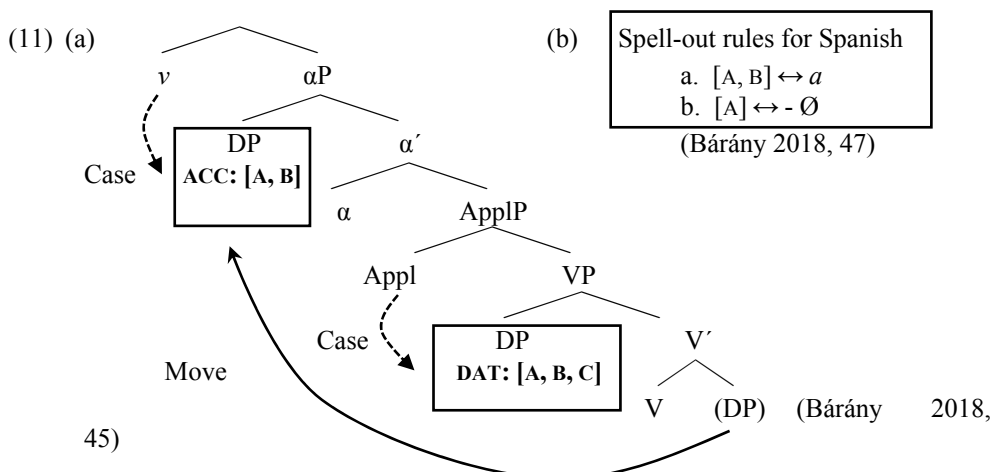 (11) (a)
(b)
Spell-out rules for Spanish
a. [A, B] ↔ a
b. [A] ↔ - Ø
(Bárány 2018, 47)
v
αP
DP
α´
Case
ACC: [A, B]
α
ApplP
Appl
VP
Case
DP
V´
DAT: [A, B, C]
Move
V (DP) (Bárány 2018,
45)